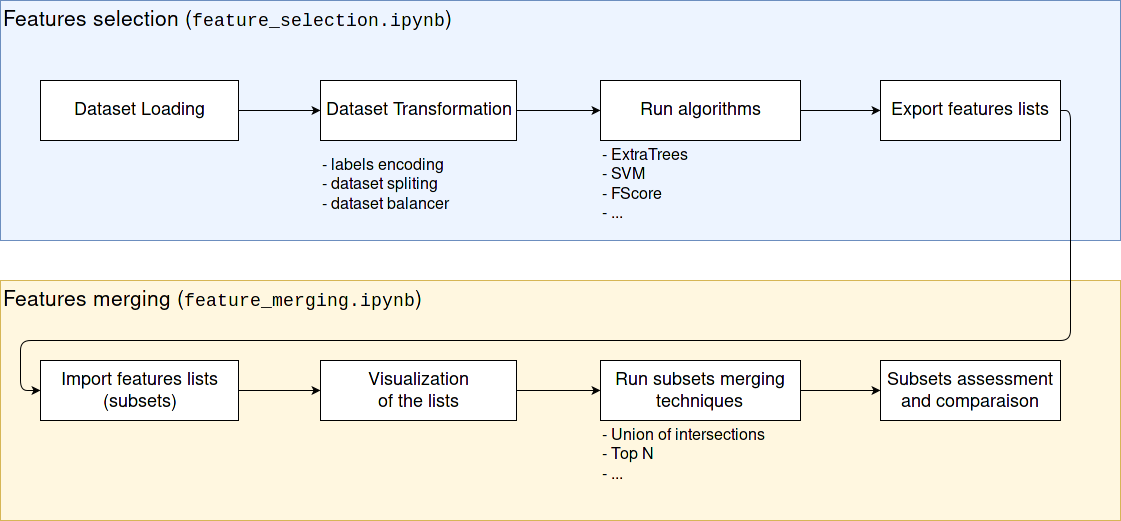 Features selection (feature_selection.ipynb)
Dataset Loading
Dataset Transformation
- labels encoding
- dataset spliting
- dataset balancer
Run algorithms
- ExtraTrees
- SVM
- FScore
- ...
Export features lists
Features merging (feature_merging.ipynb)
Import features lists
(subsets)
Visualization
of the lists
Run subsets merging
techniques
- Union of intersections
- Top N
- ...
Subsets assessment
and comparaison